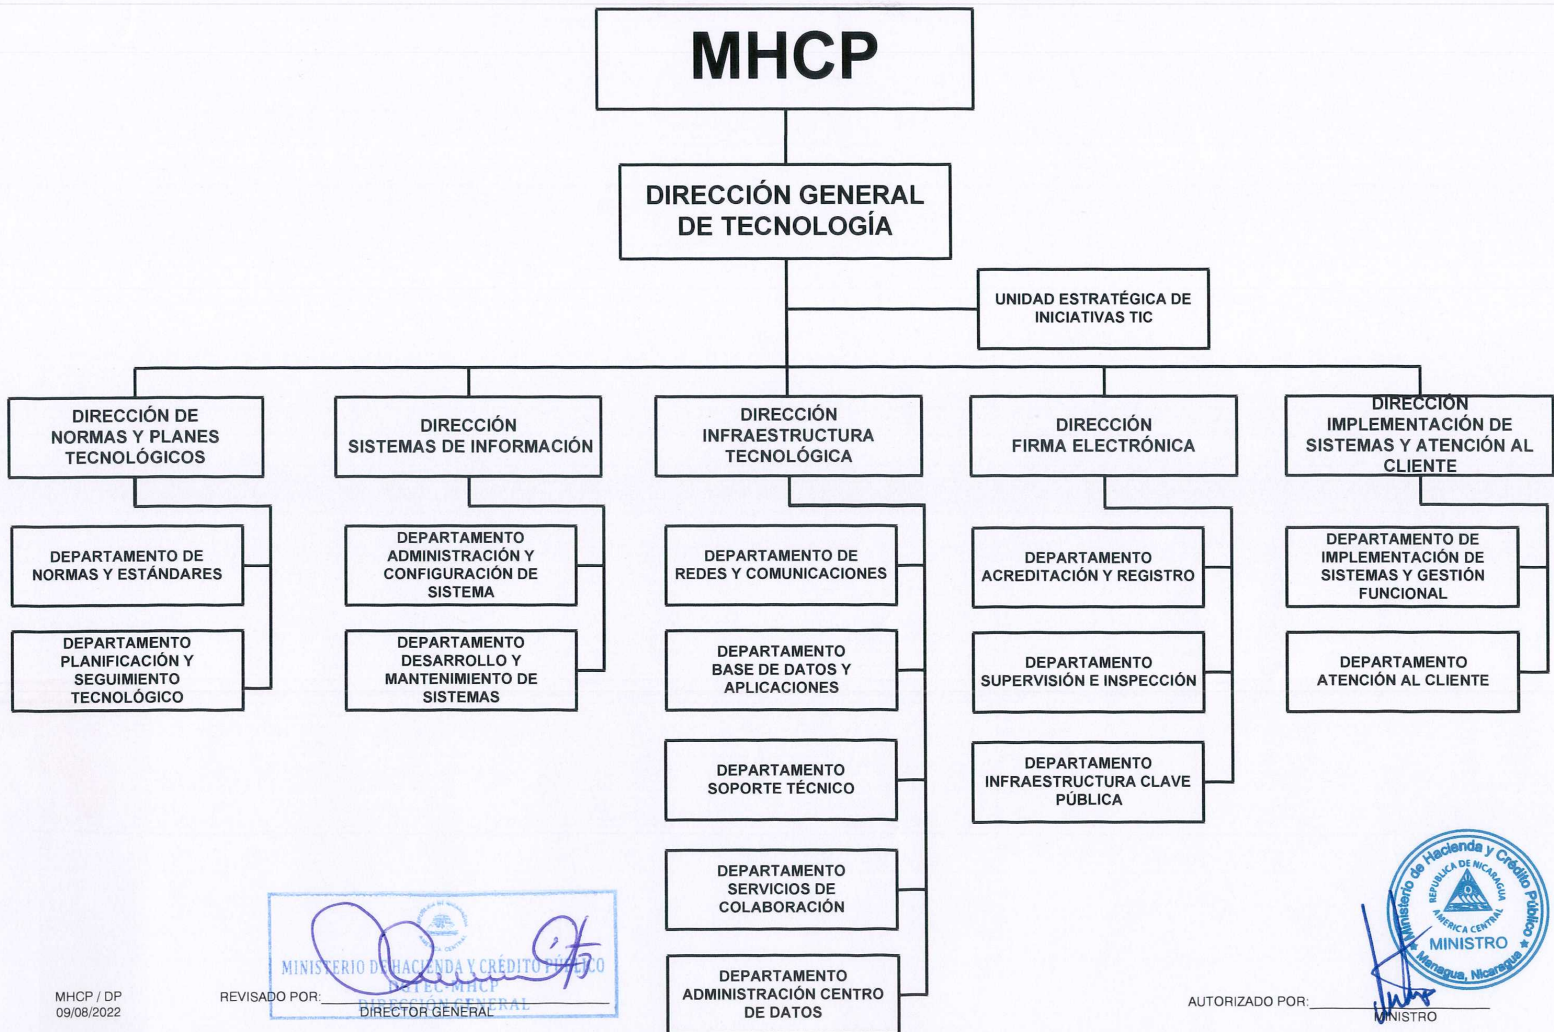 MHCP
DIRECCIÓN GENERAL
DE TECNOLOGÍA
UNIDAD ESTRATÉGICA DE
INICIATIVAS TIC
DIRECCIÓN DE
NORMAS Y PLANES
TECNOLÓGICOS
DEPARTAMENTO DE
NORMAS Y ESTÁNDARES
DEPARTAMENTO
PLANIFICACIÓN Y
SEGUIMIENTO
TECNOLÓGICO
DIRECCIÓN
SISTEMAS DE INFORMACIÓN
DEPARTAMENTO
ADMINISTRACIÓN Y
CONFIGURACIÓN DE
SISTEMA
DEPARTAMENTO
DESARROLLO Y
MANTENIMIENTO DE
SISTEMAS
DIRECCIÓN
INFRAESTRUCTURA
TECNOLÓGICA
DEPARTAMENTO DE
REDES Y COMUNICACIONES
DEPARTAMENTO
BASE DE DATOS Y
APLICACIONES
DEPARTAMENTO
SOPORTE TÉCNICO
DEPARTAMENTO
SERVICIOS DE
COLABORACIÓN
DEPARTAMENTO
ADMINISTRACIÓN CENTRO
DE DATOS
DIRECCIÓN
FIRMA ELECTRÓNICA
DEPARTAMENTO
ACREDITACIÓN Y REGISTRO
DEPARTAMENTO
SUPERVISIÓN E INSPECCIÓN
DEPARTAMENTO
INFRAESTRUCTURA CLAVE
PÚBLICA
DIRECCIÓN
IMPLEMENTACIÓN DE
SISTEMAS Y ATENCIÓN AL
CLIENTE
DEPARTAMENTO DE
IMPLEMENTACIÓN DE
SISTEMAS Y GESTIÓN
FUNCIONAL
DEPARTAMENTO
ATENCIÓN AL CLIENTE
MHCP / DP
09/08/2022
REVISADO POR:
DIRECTOR GENERAL
MINISTERIO DE HACIENDA Y CRÉDITO PÚBLICO
DGTEC-MHCP
DIRECCIÓN GENERAL
AUTORIZADO POR:
MINISTRO
Ministerio de Hacienda y Crédito Público
REPUBLICA DE NICARAGUA
AMERICA CENTRAL
MINISTRO
Managua, Nicaragua